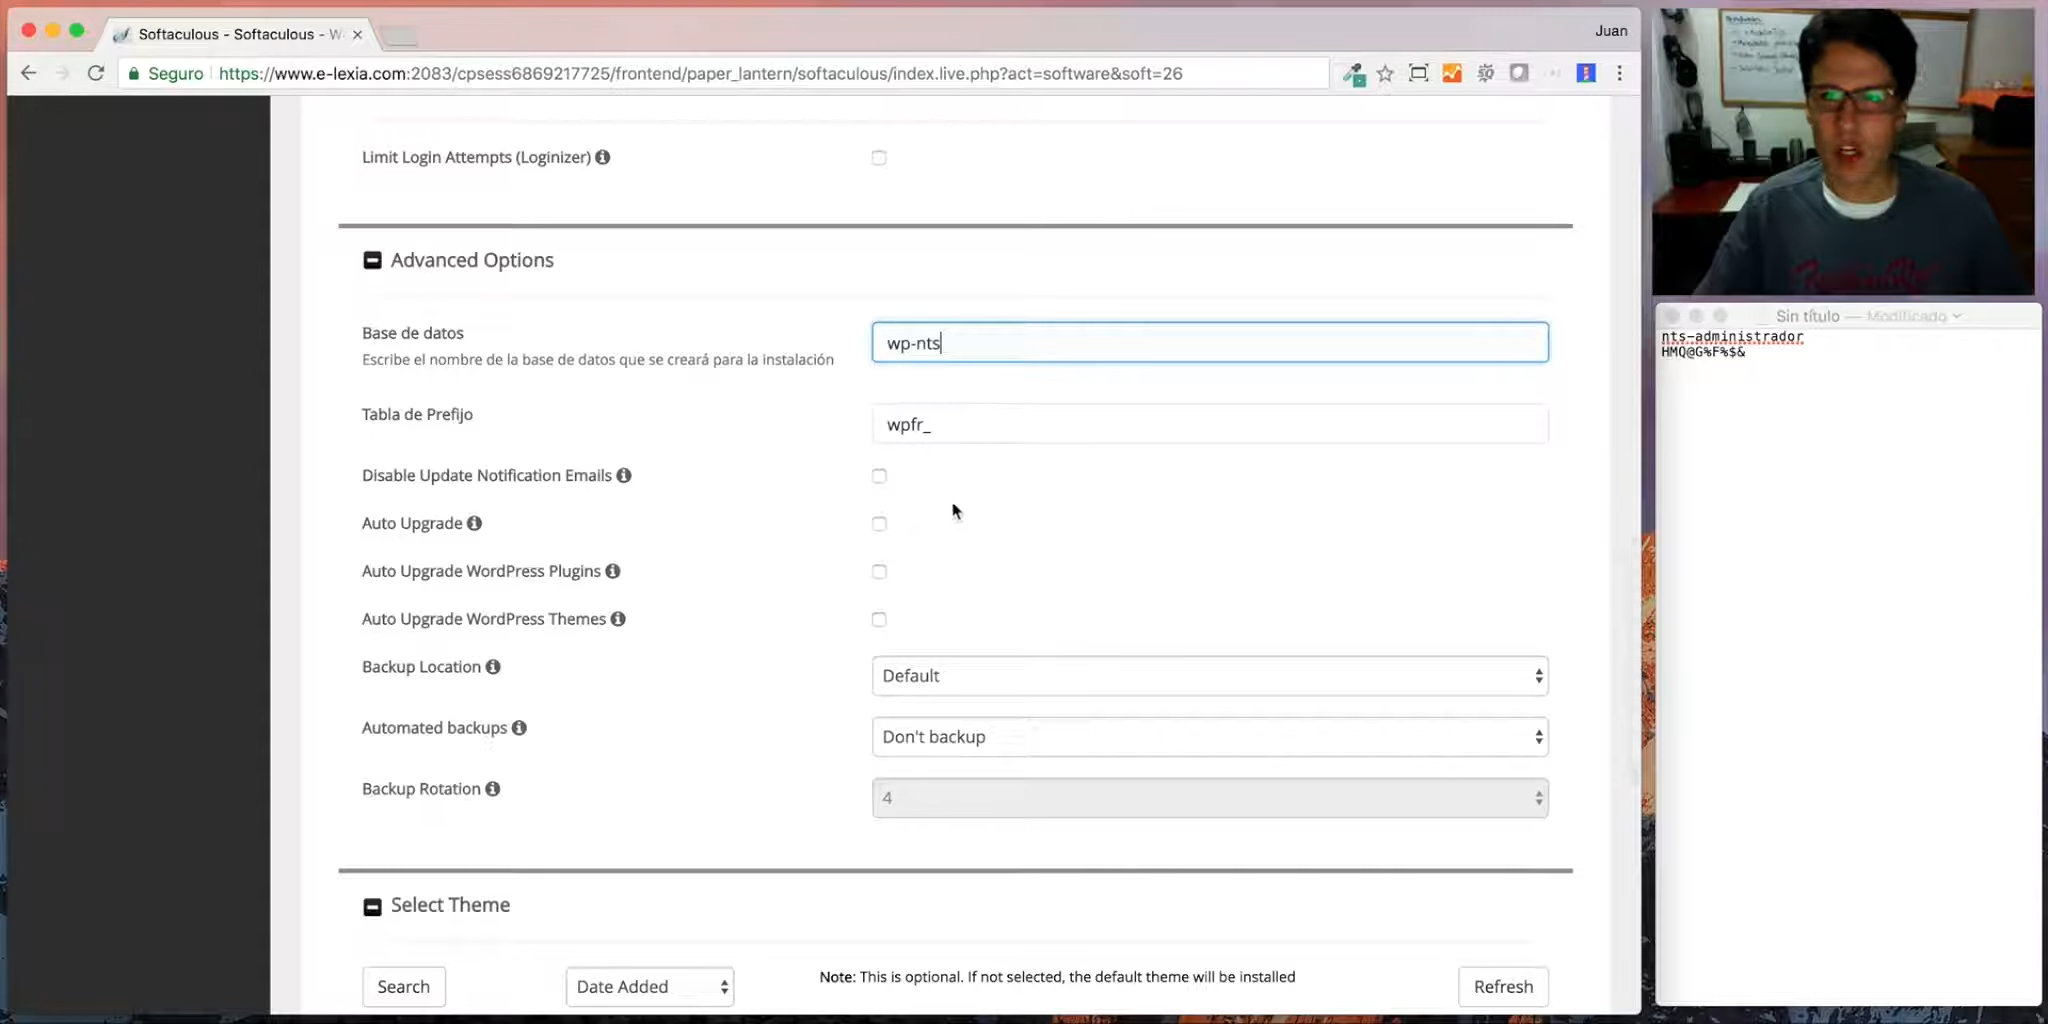 Softaculous - Softaculous - W
Juan
Seguro
https://www.e-lexia.com:2083/cpsess6869217725/frontend/paper_lantern/softaculous/index.live.php?act=software&soft=26
Limit Login Attempts (Loginizer)
Advanced Options
Base de datos
wp-nts
Escribe el nombre de la base de datos que se creará para la instalación
Tabla de Prefijo
wpfr_
Disable Update Notification Emails
Auto Upgrade
Auto Upgrade WordPress Plugins
Auto Upgrade WordPress Themes
Backup Location
Default
Automated backups
Don't backup
Backup Rotation
4
Select Theme
Search
Date Added
Note: This is optional. If not selected, the default theme will be installed
Refresh
Sin título — Modificado
nts-administrador
HMQ@G%F%$&